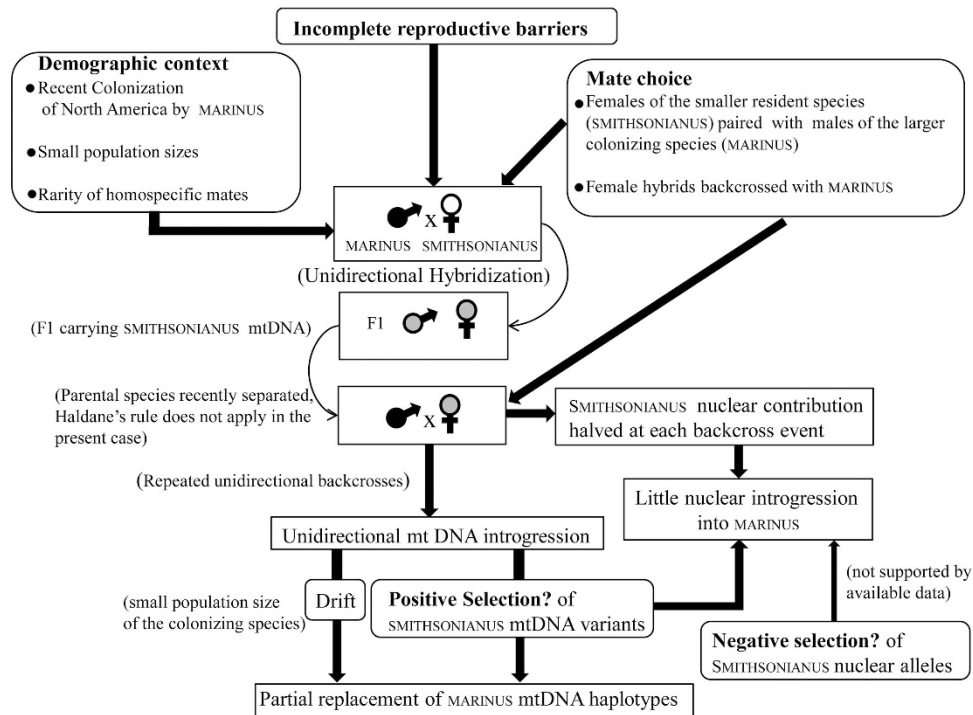 Incomplete reproductive barriers
Demographic context
●Recent Colonization
of North America by MARINUS
●Small population sizes
●Rarity of homospecific mates
Mate choice
●Females of the smaller resident species
(SMITHSONIANUS) paired with males of the larger
colonizing species (MARINUS)
●Female hybrids backcrossed with MARINUS
X
MARINUS SMITHSONIANUS
(Unidirectional Hybridization)
(F1 carrying SMITHSONIANUS mtDNA)
F1
(Parental species recently separated,
Haldane's rule does not apply in the
present case)
X
SMITHSONIANUS nuclear contribution
halved at each backcross event
(Repeated unidirectional backcrosses)
Little nuclear introgression
into MARINUS
Unidirectional mt DNA introgression
(small population size
of the colonizing species)
Drift
Positive Selection? of
SMITHSONIANUS mtDNA variants
(not supported by
available data)
Negative selection? of
SMITHSONIANUS nuclear alleles
Partial replacement of MARINUS mtDNA haplotypes